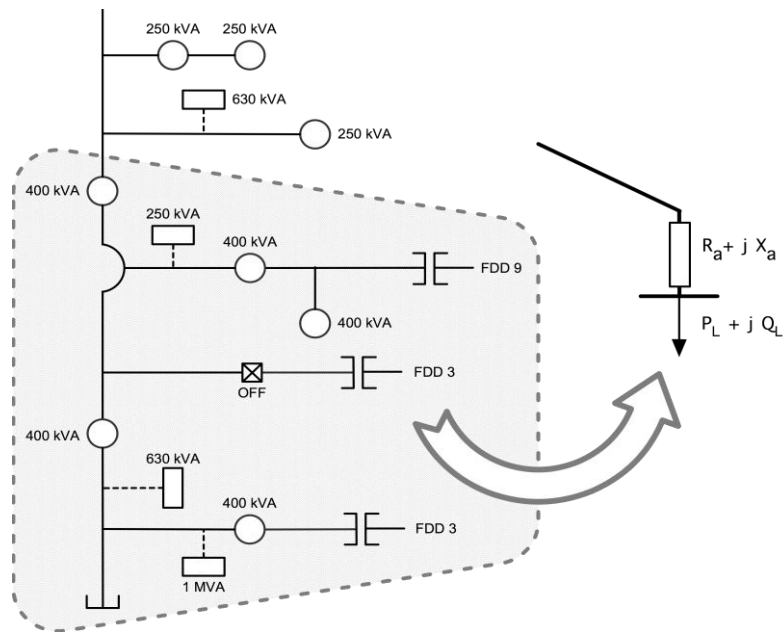 250 kVA
250 kVA
630 kVA
250 kVA
400 kVA
250 kVA
400 kVA
FDD 9
400 kVA
OFF
FDD 3
400 kVA
630 kVA
400 kVA
FDD 3
1 MVA
Ra+ j Xa
PL + j QL